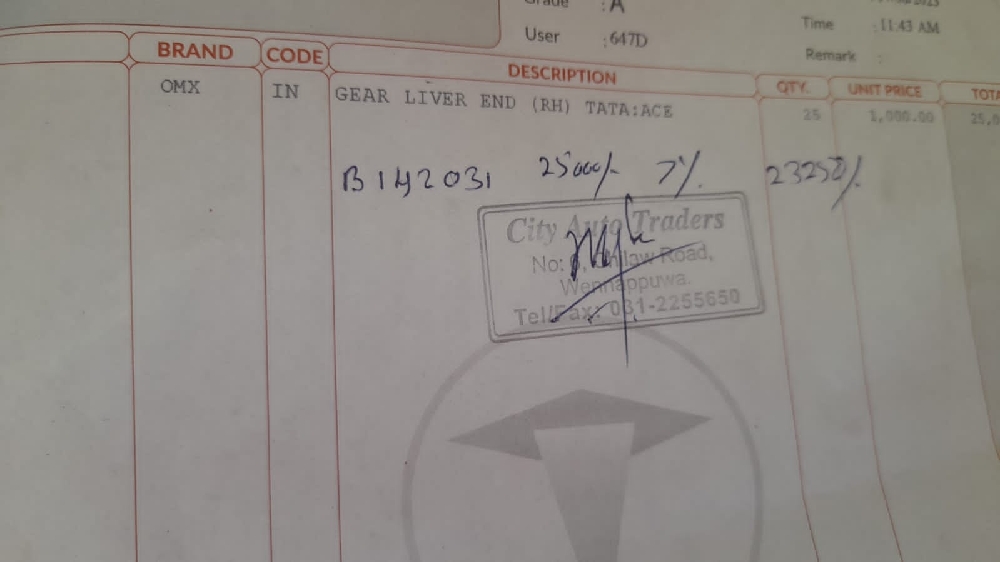 Grade : A
User : 647D
Time : 11:43 AM
Remark :
BRAND CODE DESCRIPTION QTY. UNIT PRICE
OMX IN GEAR LIVER END (RH) TATA:ACE 25 1,000.00
B142031 25000/- 7%. 23250/.
City Auto Traders
No: Road,
Wennappuwa.
Tel/Fax: 031-2255650